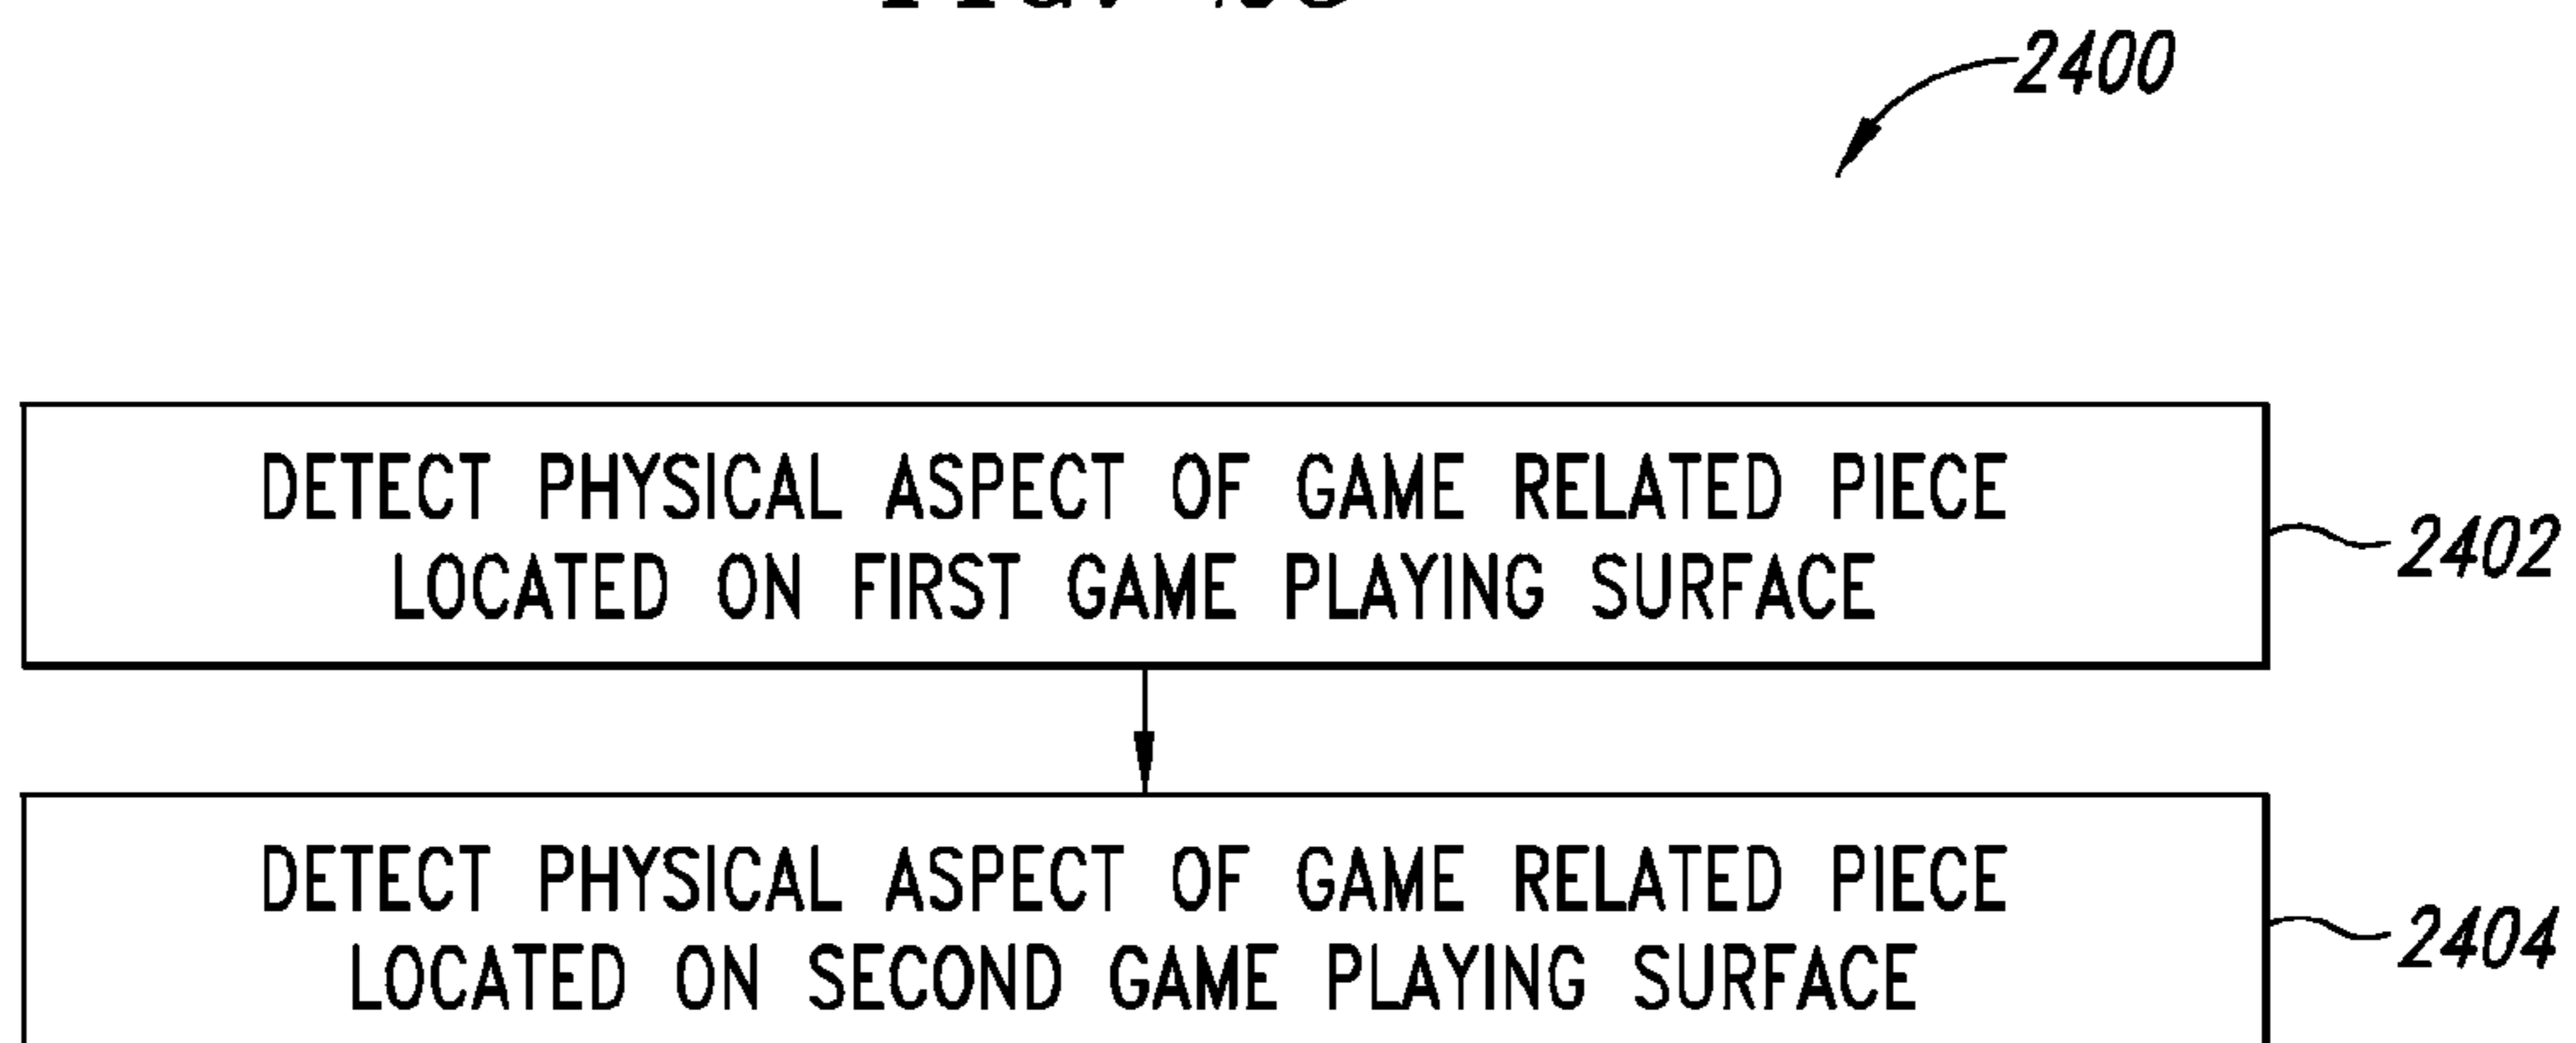 2400
DETECT PHYSICAL ASPECT OF GAME RELATED PIECE
LOCATED ON FIRST GAME PLAYING SURFACE
2402
DETECT PHYSICAL ASPECT OF GAME RELATED PIECE
LOCATED ON SECOND GAME PLAYING SURFACE
2404